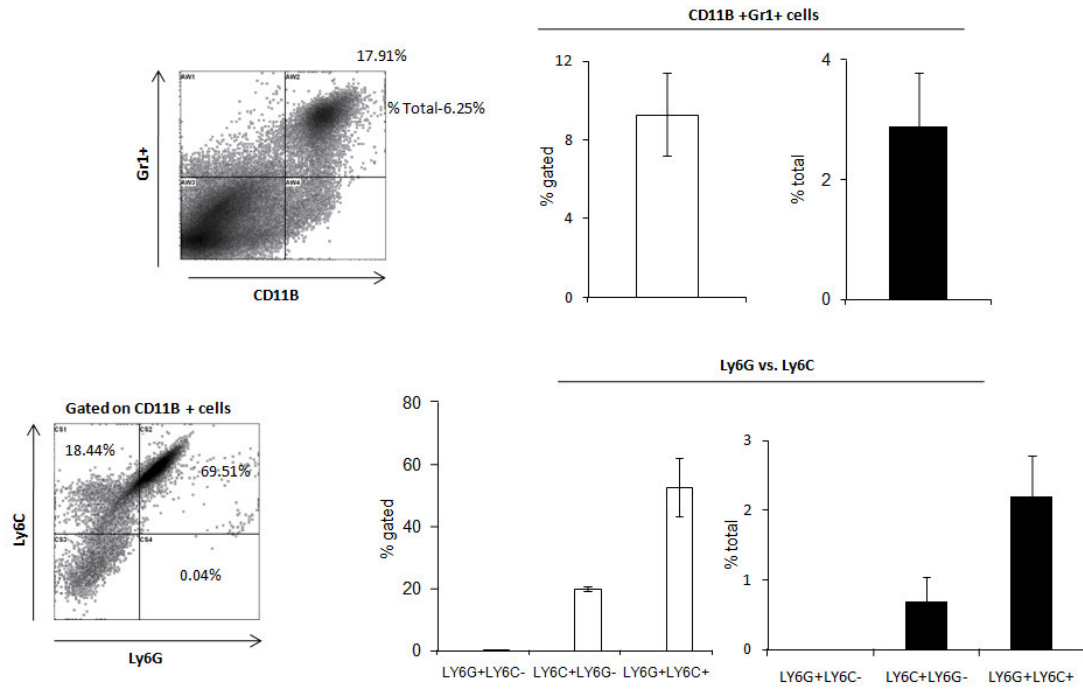 CD11B +Gr1+ cells
17.91%
% Total-6.25%
AW1
AW2
AW3
AW4
Gr1+
CD11B
% gated
12
8
4
0
% total
4
2
0
Ly6G vs. Ly6C
Gated on CD11B + cells
CS1
CS2
CS3
CS4
18.44%
69.51%
0.04%
Ly6C
Ly6G
% gated
80
60
40
20
0
LY6G+LY6C-
LY6C+LY6G-
LY6G+LY6C+
% total
3
2
1
0
LY6G+LY6C-
LY6C+LY6G-
LY6G+LY6C+